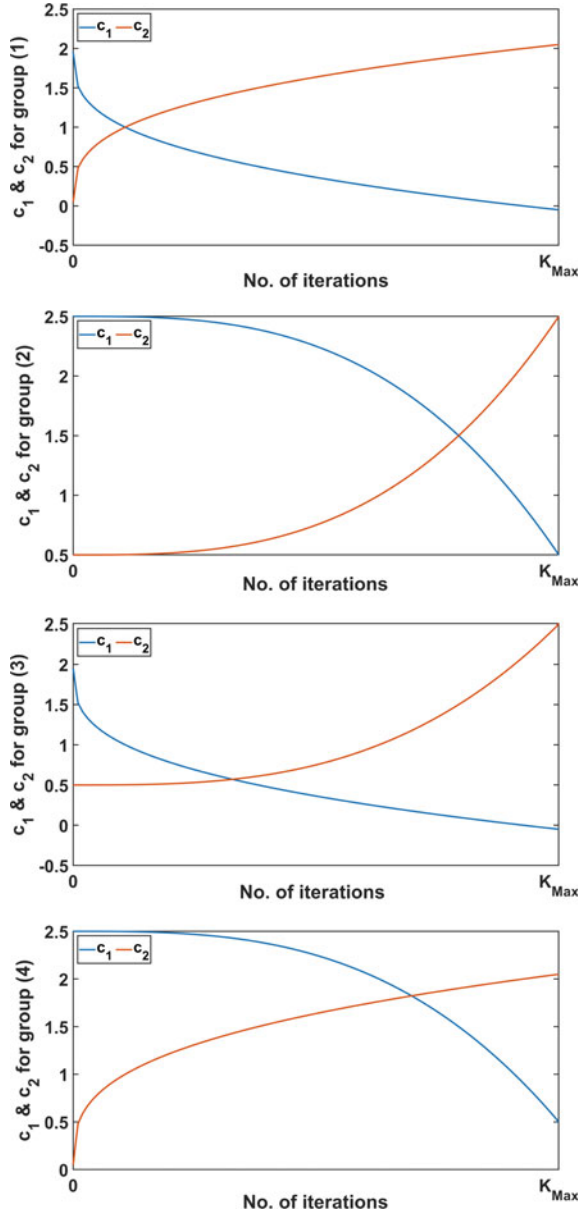 2.5
c1 c2
2
1.5
1
0.5
0
-0.5
c1 & c2 for group (1)
0
KMax
No. of iterations
2.5
c1 c2
2
1.5
1
0.5
c1 & c2 for group (2)
0
KMax
No. of iterations
2.5
c1 c2
2
1.5
1
0.5
0
-0.5
c1 & c2 for group (3)
0
KMax
No. of iterations
2.5
c1 c2
2
1.5
1
0.5
0
c1 & c2 for group (4)
0
KMax
No. of iterations